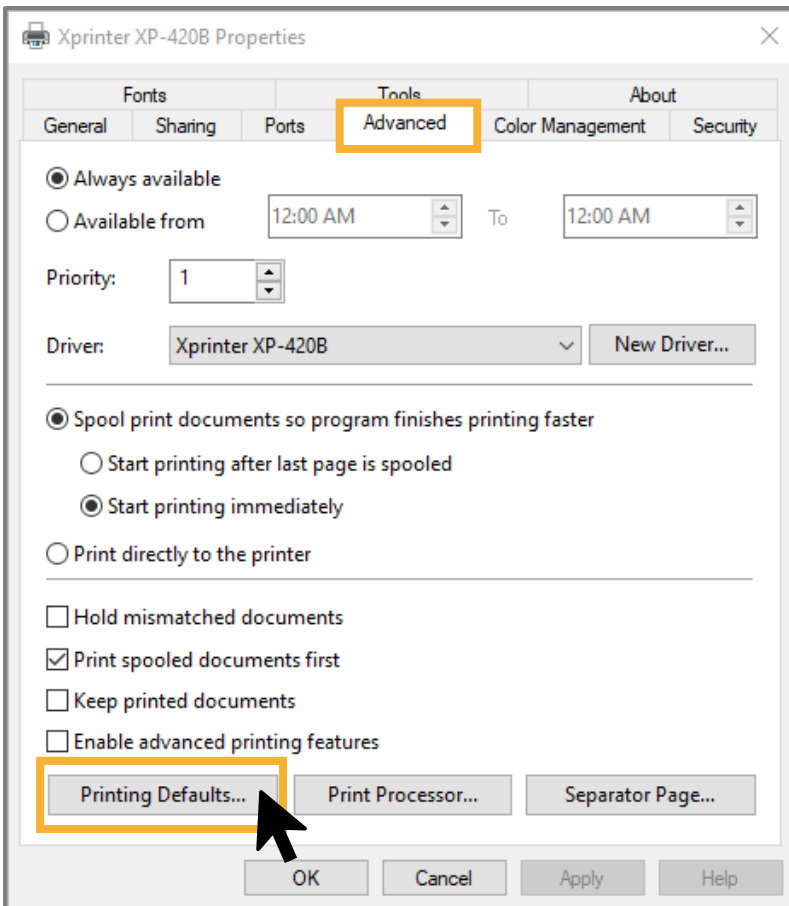 Xprinter XP-420B Properties
Fonts Tools About
General Sharing Ports Advanced Color Management Security
Always available
Available from 12:00 AM To 12:00 AM
Priority: 1
Driver: Xprinter XP-420B New Driver...
Spool print documents so program finishes printing faster
Start printing after last page is spooled
Start printing immediately
Print directly to the printer
Hold mismatched documents
Print spooled documents first
Keep printed documents
Enable advanced printing features
Printing Defaults... Print Processor... Separator Page...
OK Cancel Apply Help